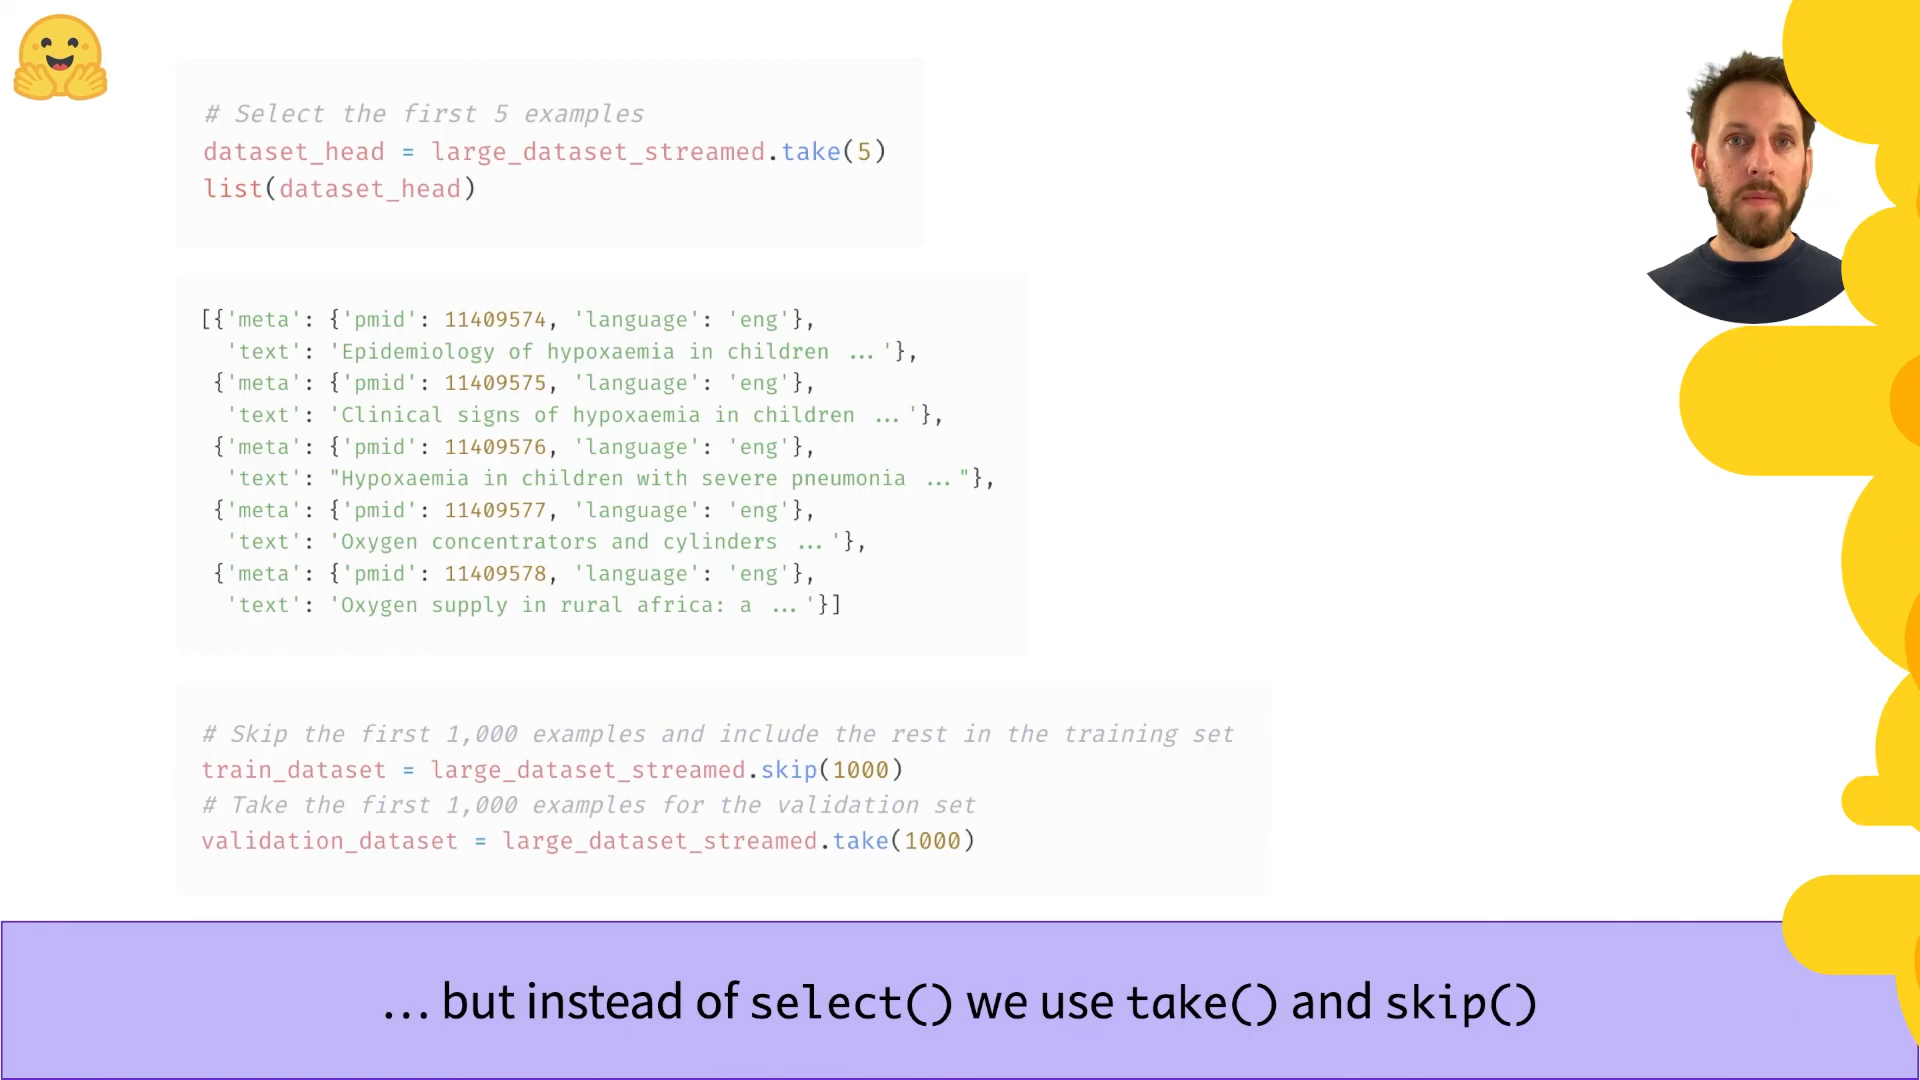 # Select the first 5 examples
dataset_head = large_dataset_streamed.take(5)
list(dataset_head)
[{'meta': {'pmid': 11409574, 'language': 'eng'},
'text': 'Epidemiology of hypoxaemia in children ...'},
{'meta': {'pmid': 11409575, 'language': 'eng'},
'text': 'Clinical signs of hypoxaemia in children ...'},
{'meta': {'pmid': 11409576, 'language': 'eng'},
'text': "Hypoxaemia in children with severe pneumonia ..."},
{'meta': {'pmid': 11409577, 'language': 'eng'},
'text': 'Oxygen concentrators and cylinders ...'},
{'meta': {'pmid': 11409578, 'language': 'eng'},
'text': 'Oxygen supply in rural africa: a ...'}]
# Skip the first 1,000 examples and include the rest in the training set
train_dataset = large_dataset_streamed.skip(1000)
# Take the first 1,000 examples for the validation set
validation_dataset = large_dataset_streamed.take(1000)
... but instead of select() we use take() and skip()